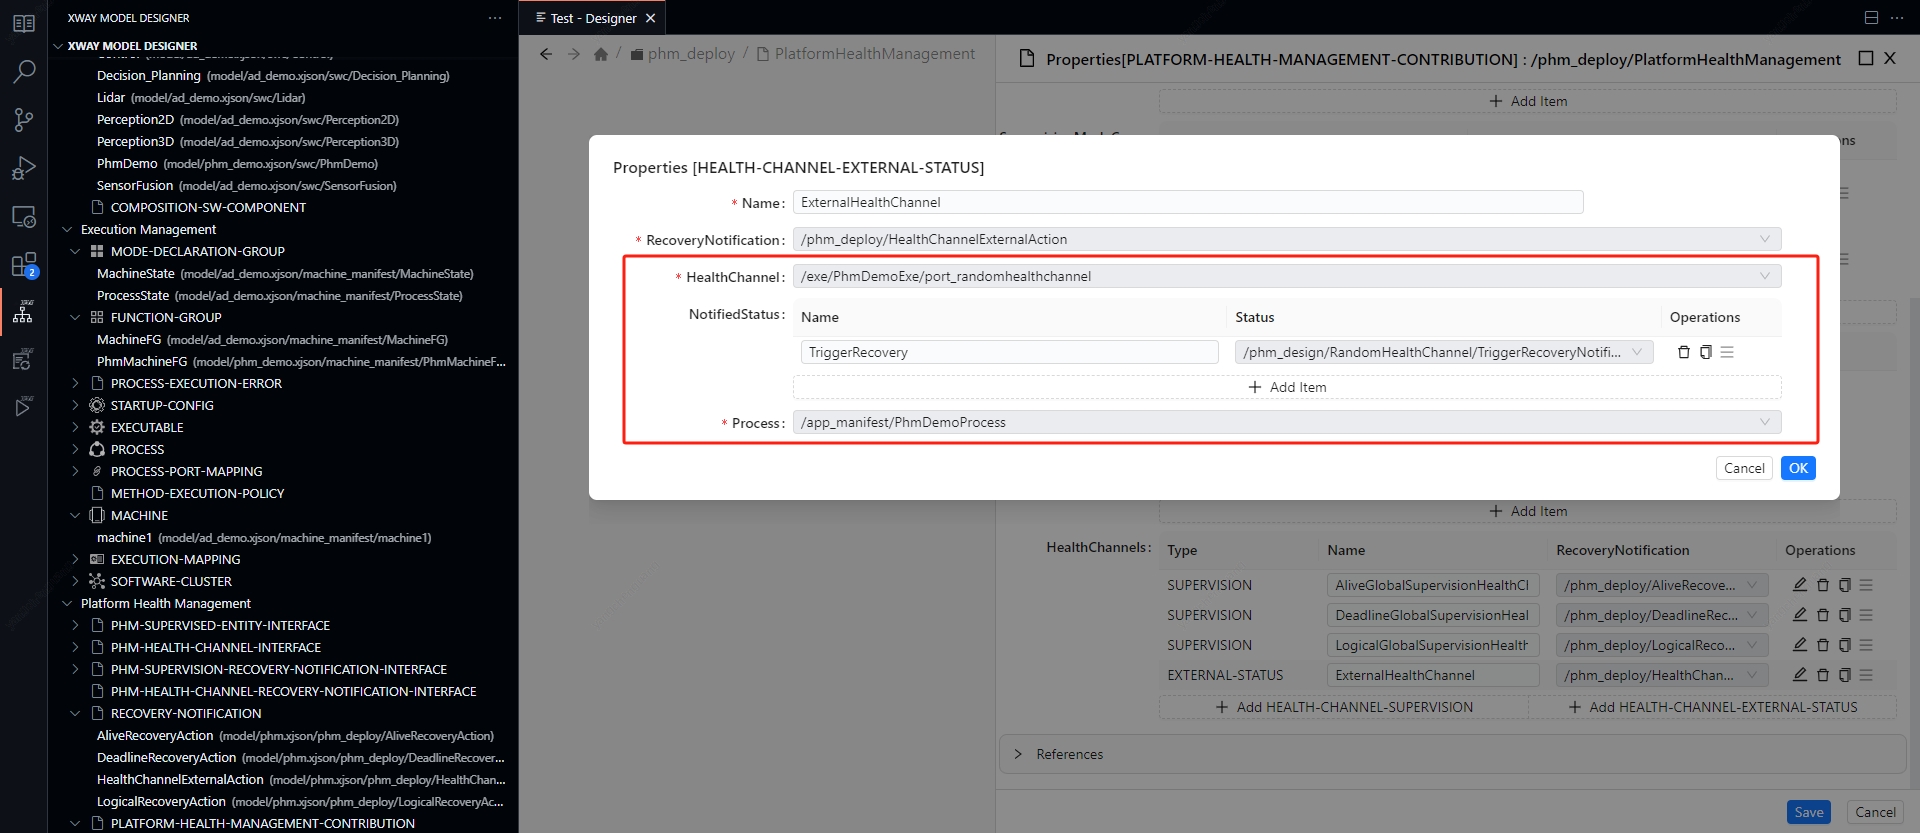 XWAY MODEL DESIGNER
XWAY MODEL DESIGNER
Decision_Planning (model/ad_demo.xjson/swc/Decision_Planning)
Lidar (model/ad_demo.xjson/swc/Lidar)
Perception2D (model/ad_demo.xjson/swc/Perception2D)
Perception3D (model/ad_demo.xjson/swc/Perception3D)
PhmDemo (model/phm_demo.xjson/swc/PhmDemo)
SensorFusion (model/ad_demo.xjson/swc/SensorFusion)
COMPOSITION-SW-COMPONENT
Execution Management
MODE-DECLARATION-GROUP
MachineState (model/ad_demo.xjson/machine_manifest/MachineState)
ProcessState (model/ad_demo.xjson/machine_manifest/ProcessState)
FUNCTION-GROUP
MachineFG (model/ad_demo.xjson/machine_manifest/MachineFG)
PhmMachineFG (model/phm_demo.xjson/machine_manifest/PhmMachineF...
PROCESS-EXECUTION-ERROR
STARTUP-CONFIG
EXECUTABLE
PROCESS
PROCESS-PORT-MAPPING
METHOD-EXECUTION-POLICY
MACHINE
machine1 (model/ad_demo.xjson/machine_manifest/machine1)
EXECUTION-MAPPING
SOFTWARE-CLUSTER
Platform Health Management
PHM-SUPERVISED-ENTITY-INTERFACE
PHM-HEALTH-CHANNEL-INTERFACE
PHM-SUPERVISION-RECOVERY-NOTIFICATION-INTERFACE
PHM-HEALTH-CHANNEL-RECOVERY-NOTIFICATION-INTERFACE
RECOVERY-NOTIFICATION
AliveRecoveryAction (model/phm.xjson/phm_deploy/AliveRecoveryAction)
DeadlineRecoveryAction (model/phm.xjson/phm_deploy/DeadlineRecover...
HealthChannelExternalAction (model/phm.xjson/phm_deploy/HealthChan...
LogicalRecoveryAction (model/phm.xjson/phm_deploy/LogicalRecoveryAc...
PLATFORM-HEALTH-MANAGEMENT-CONTRIBUTION
2
Test - Designer
/ phm_deploy / PlatformHealthManagement
Properties[PLATFORM-HEALTH-MANAGEMENT-CONTRIBUTION] : /phm_deploy/PlatformHealthManagement
Add Item
Properties [HEALTH-CHANNEL-EXTERNAL-STATUS]
* Name: ExternalHealthChannel
* RecoveryNotification: /phm_deploy/HealthChannelExternalAction
* HealthChannel: /exe/PhmDemoExe/port_randomhealthchannel
NotifiedStatus: Name Status Operations
TriggerRecovery /phm_design/RandomHealthChannel/TriggerRecoveryNotifi...
Add Item
* Process: /app_manifest/PhmDemoProcess
Cancel OK
Add Item
HealthChannels: Type Name RecoveryNotification Operations
SUPERVISION AliveGlobalSupervisionHealthCl /phm_deploy/AliveRecove...
SUPERVISION DeadlineGlobalSupervisionHeal /phm_deploy/DeadlineRec...
SUPERVISION LogicalGlobalSupervisionHealth /phm_deploy/LogicalReco...
EXTERNAL-STATUS ExternalHealthChannel /phm_deploy/HealthChan...
Add HEALTH-CHANNEL-SUPERVISION Add HEALTH-CHANNEL-EXTERNAL-STATUS
References
Save Cancel